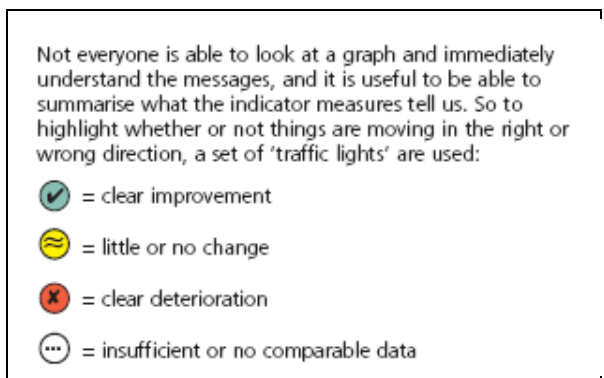 Not everyone is able to look at a graph and immediately
understand the messages, and it is useful to be able to
summarise what the indicator measures tell us. So to
highlight whether or not things are moving in the right or
wrong direction, a set of ‘traffic lights’ are used:
✔ = clear improvement
≈ = little or no change
✘ = clear deterioration
··· = insufficient or no comparable data